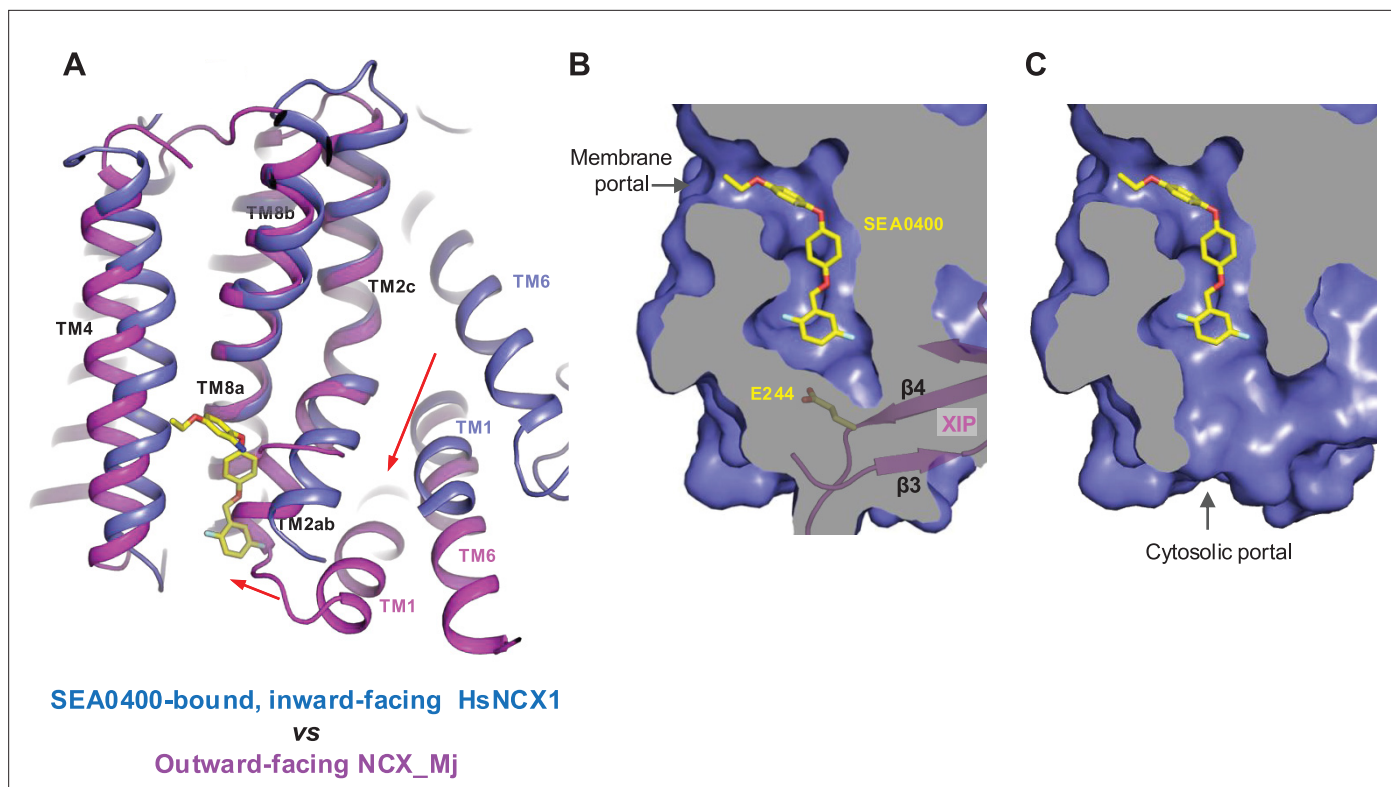 A
TM8b
TM2c
TM6
TM4
TM1
TM8a
TM2ab
TM6
TM1
SEA0400-bound, inward-facing HsNCX1
vs
Outward-facing NCX_Mj
B
Membrane
portal
SEA0400
E244
β4
XIP
β3
C
Cytosolic portal